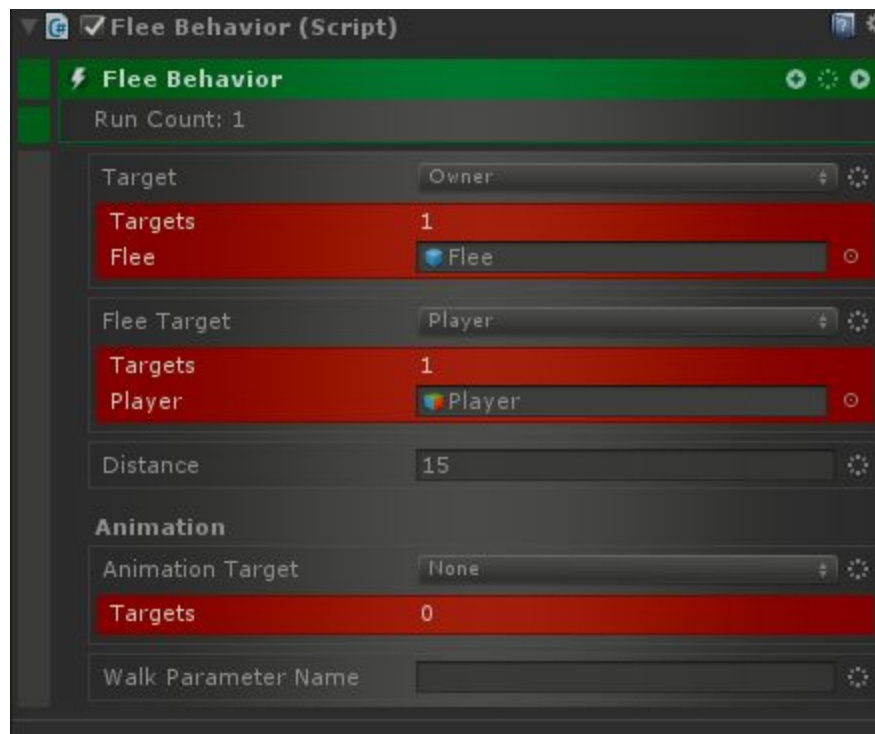 Flee Behavior (Script)
Flee Behavior
Run Count: 1
Target Owner
Targets 1
Flee Flee
Flee Target Player
Targets 1
Player Player
Distance 15
Animation
Animation Target None
Targets 0
Walk Parameter Name